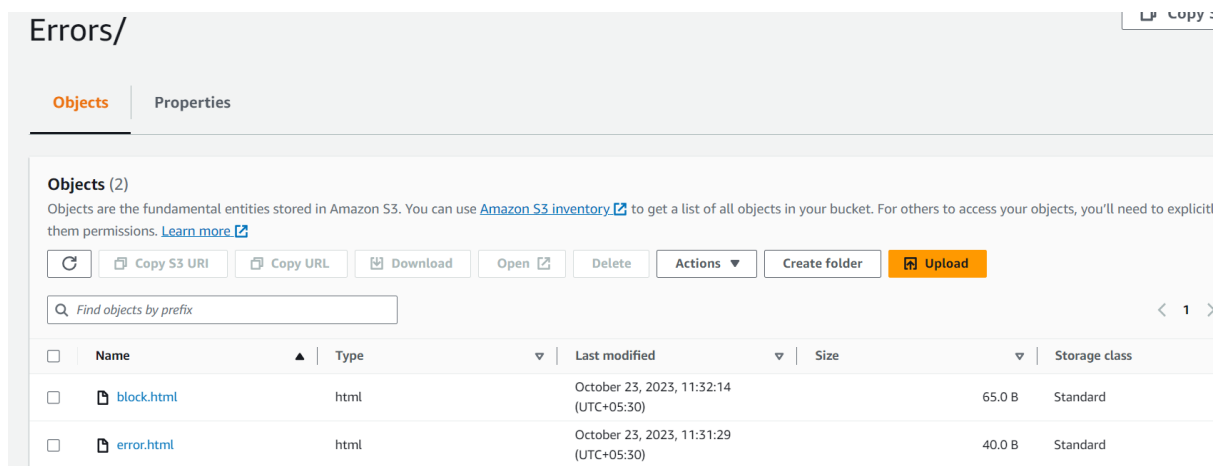 Errors/
Copy
Objects
Properties
Objects (2)
Objects are the fundamental entities stored in Amazon S3. You can use Amazon S3 inventory to get a list of all objects in your bucket. For others to access your objects, you'll need to explicitl
them permissions. Learn more
Copy S3 URI Copy URL Download Open Delete Actions Create folder Upload
Find objects by prefix
1
Name Type Last modified Size Storage class
block.html html October 23, 2023, 11:32:14 (UTC+05:30) 65.0 B Standard
error.html html October 23, 2023, 11:31:29 (UTC+05:30) 40.0 B Standard